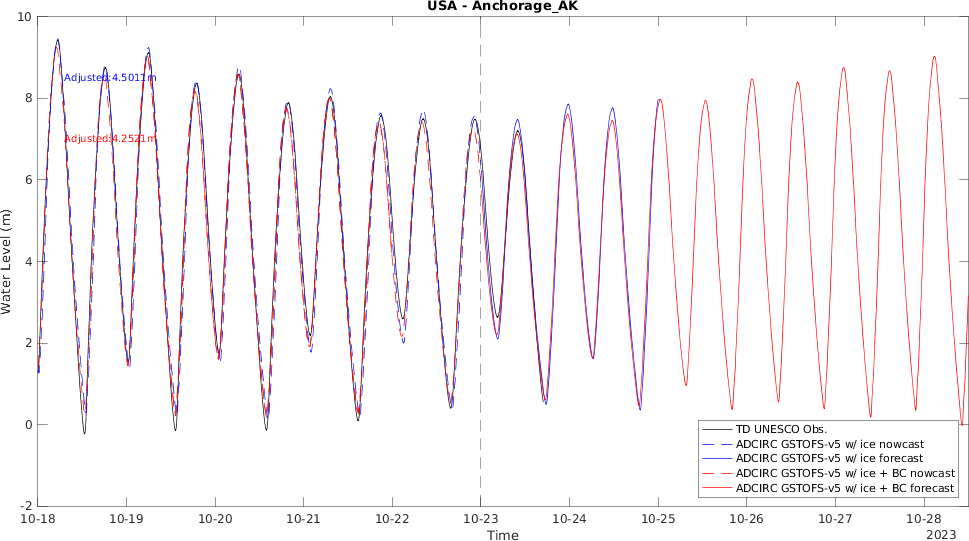 USA - Anchorage_AK
10
8
6
4
2
0
-2
Water Level (m)
Adjusted:4.5011m
Adjusted:4.2521m
TD UNESCO Obs.
ADCIRC GSTOFS-v5 w/ ice nowcast
ADCIRC GSTOFS-v5 w/ ice forecast
ADCIRC GSTOFS-v5 w/ ice + BC nowcast
ADCIRC GSTOFS-v5 w/ ice + BC forecast
10-18 10-19 10-20 10-21 10-22 10-23 10-24 10-25 10-26 10-27 10-28
Time
2023